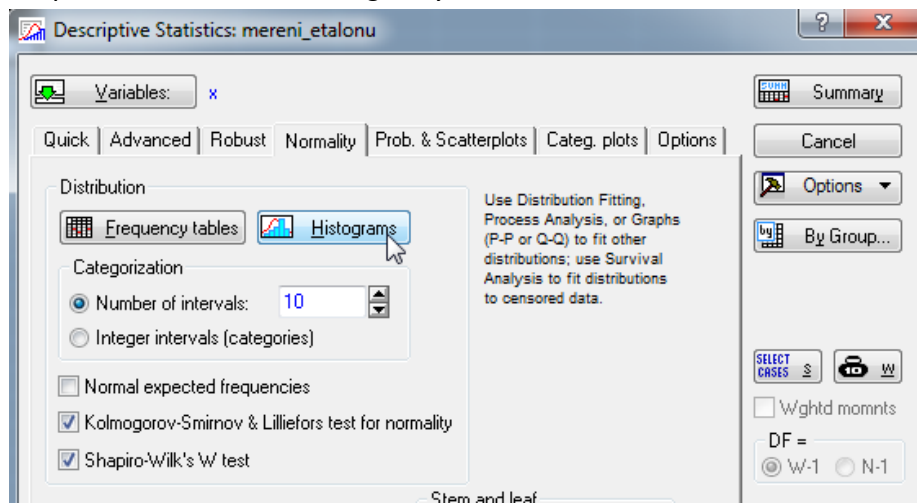 Descriptive Statistics: mereni_etalonu
? X
Variables: x
Quick Advanced Robust Normality Prob. & Scatterplots Categ. plots Options
Distribution
Frequency tables Histograms
Categorization
Number of intervals: 10
Integer intervals (categories)
Normal expected frequencies
Kolmogorov-Smirnov & Lilliefors test for normality
Shapiro-Wilk's W test
Use Distribution Fitting,
Process Analysis, or Graphs
(P-P or Q-Q) to fit other
distributions; use Survival
Analysis to fit distributions
to censored data.
Stem and leaf
SUMM Summary
Cancel
Options
by By Group...
SELECT
CASES S W
Wghtd momnts
DF =
W-1 N-1